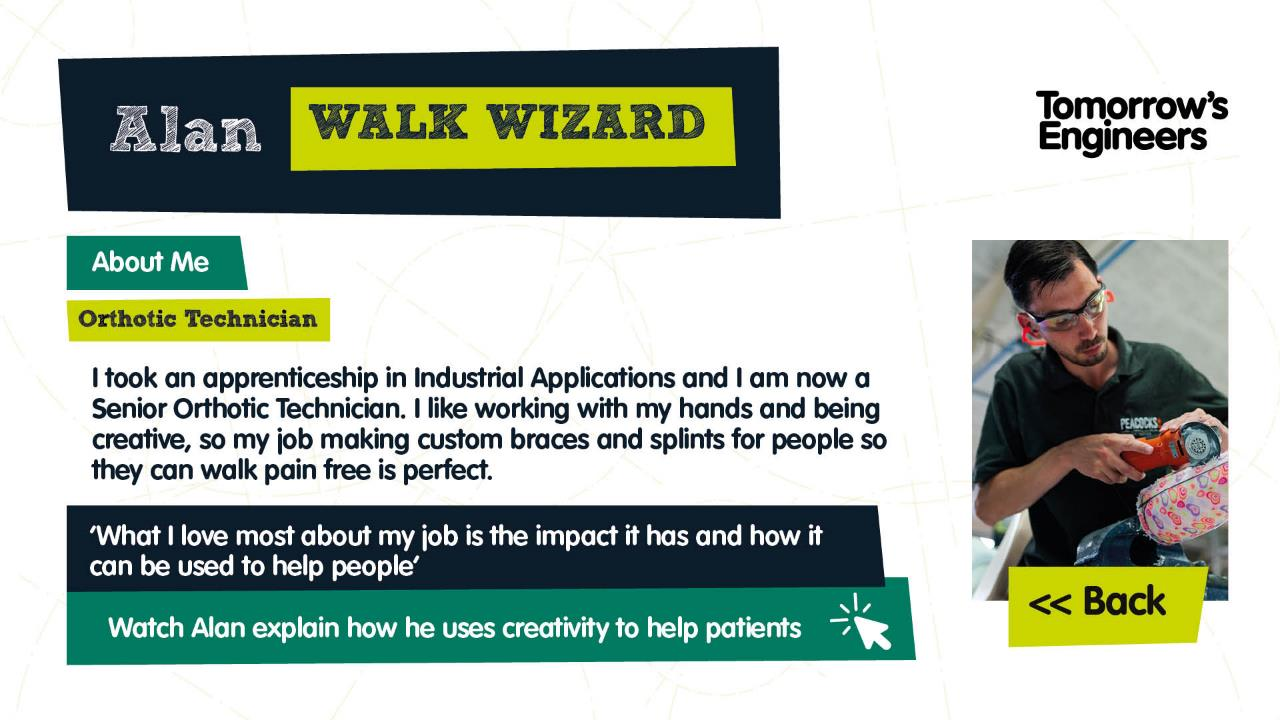 Alan WALK WIZARD
Tomorrow's
Engineers
About Me
Orthotic Technician
I took an apprenticeship in Industrial Applications and I am now a
Senior Orthotic Technician. I like working with my hands and being
creative, so my job making custom braces and splints for people so
they can walk pain free is perfect.
‘What I love most about my job is the impact it has and how it
can be used to help people’
Watch Alan explain how he uses creativity to help patients
PEACOCKS
<< Back